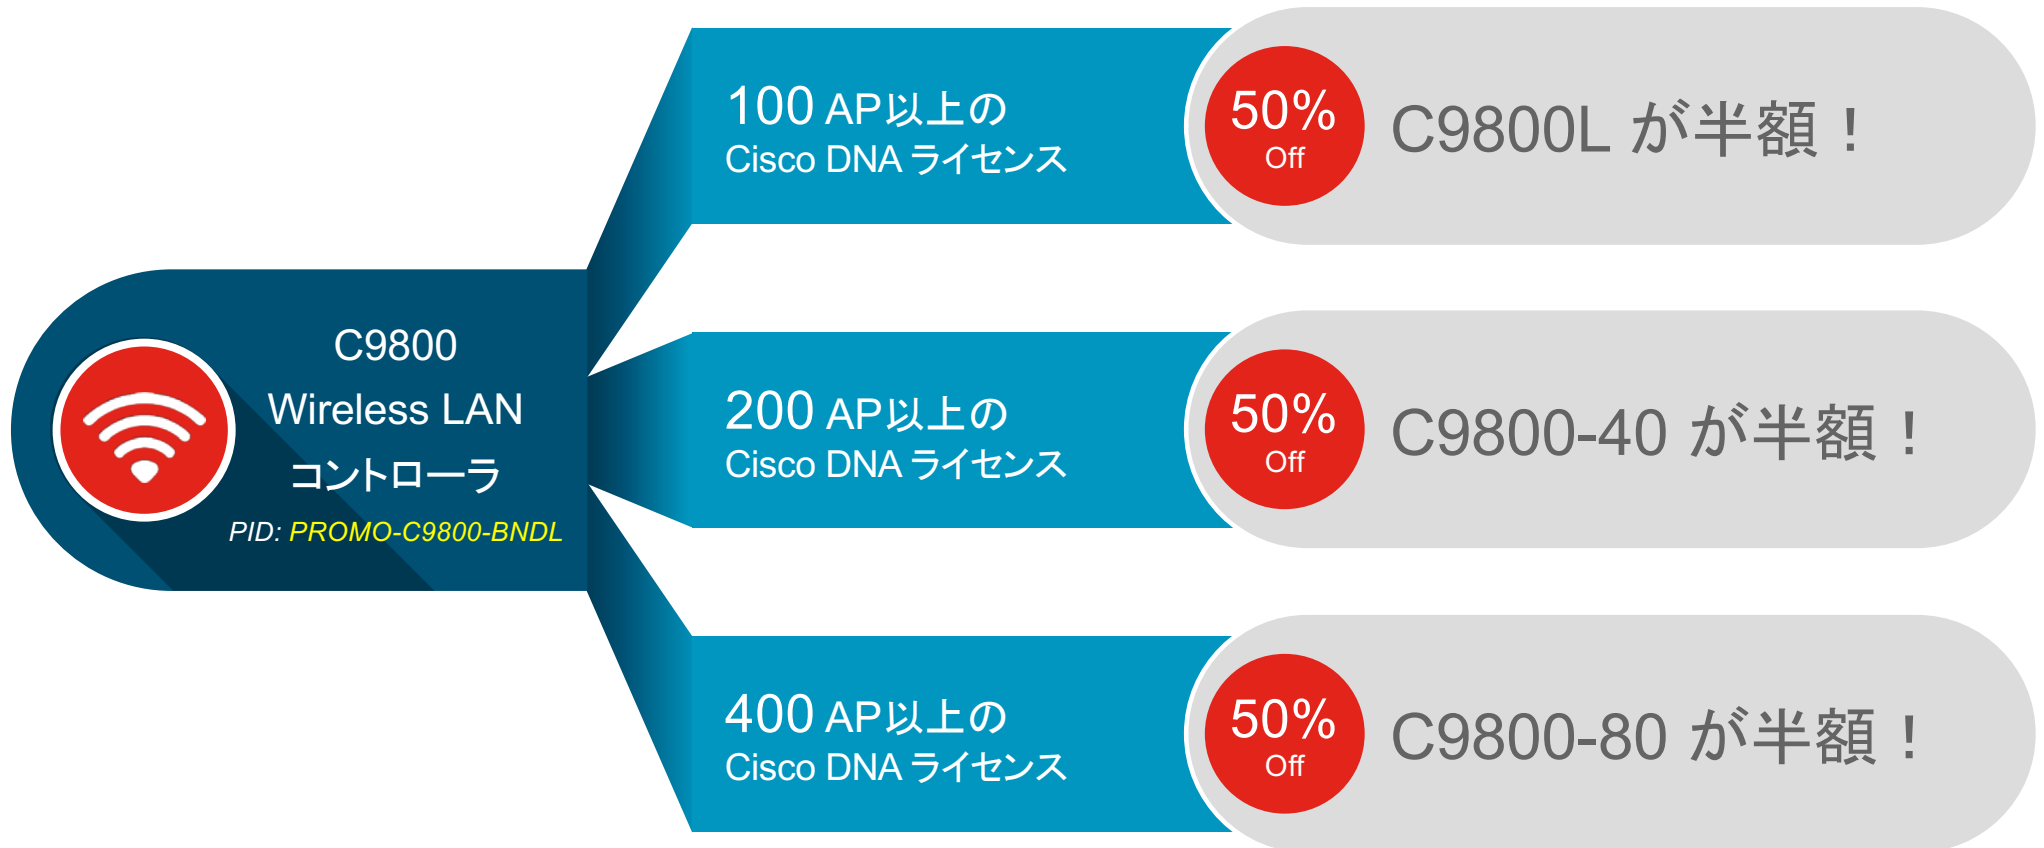 C9800
Wireless LAN
コントローラ
PID: PROMO-C9800-BNDL
100 AP以上の
Cisco DNA ライセンス
50%
Off
C9800L が半額！
200 AP以上の
Cisco DNA ライセンス
50%
Off
C9800-40 が半額！
400 AP以上の
Cisco DNA ライセンス
50%
Off
C9800-80 が半額！